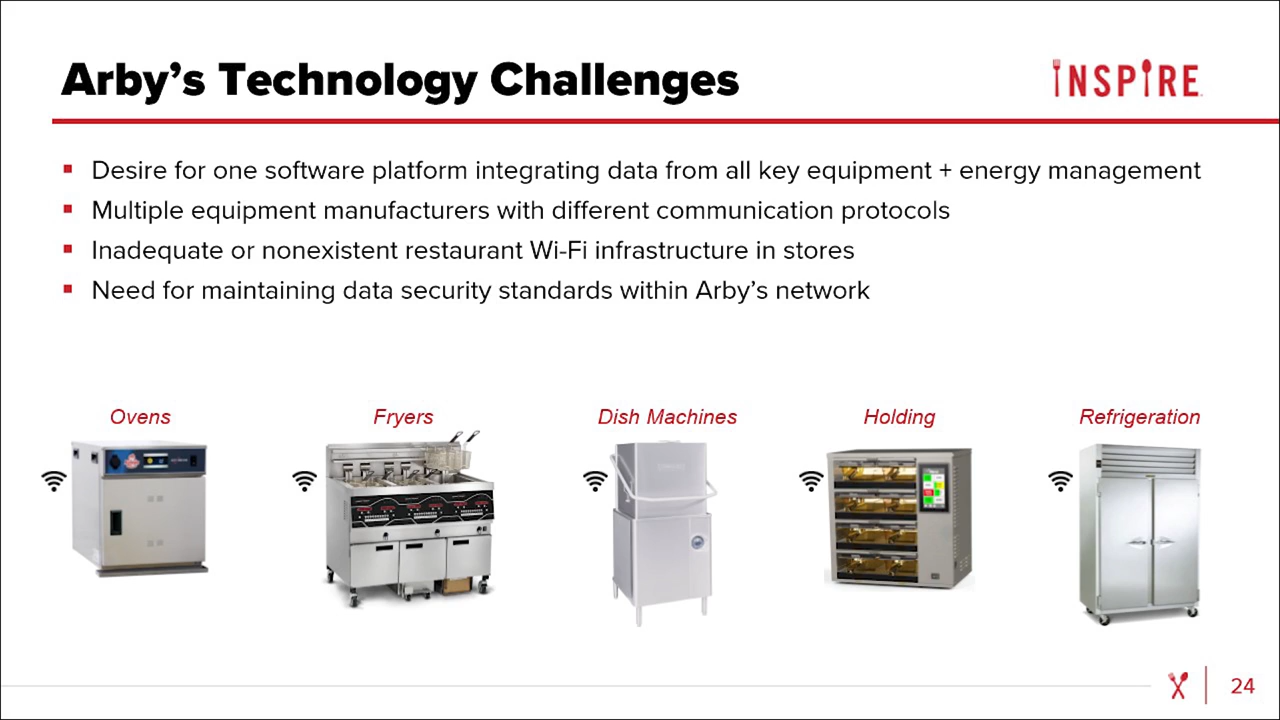 Arby's Technology Challenges
INSPIRE
▪ Desire for one software platform integrating data from all key equipment + energy management
▪ Multiple equipment manufacturers with different communication protocols
▪ Inadequate or nonexistent restaurant Wi-Fi infrastructure in stores
▪ Need for maintaining data security standards within Arby's network
Ovens
Fryers
Dish Machines
Holding
Refrigeration
24